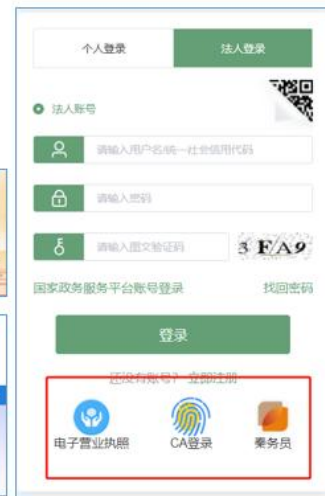 个人登录
法人登录
法人账号
请输入用户名/统一社会信用代码
请输入密码
请输入图文验证码
3 FA9
国家政务服务平台账号登录
找回密码
登录
还没有账号？ 立即注册
电子营业执照
CA登录
秦务员